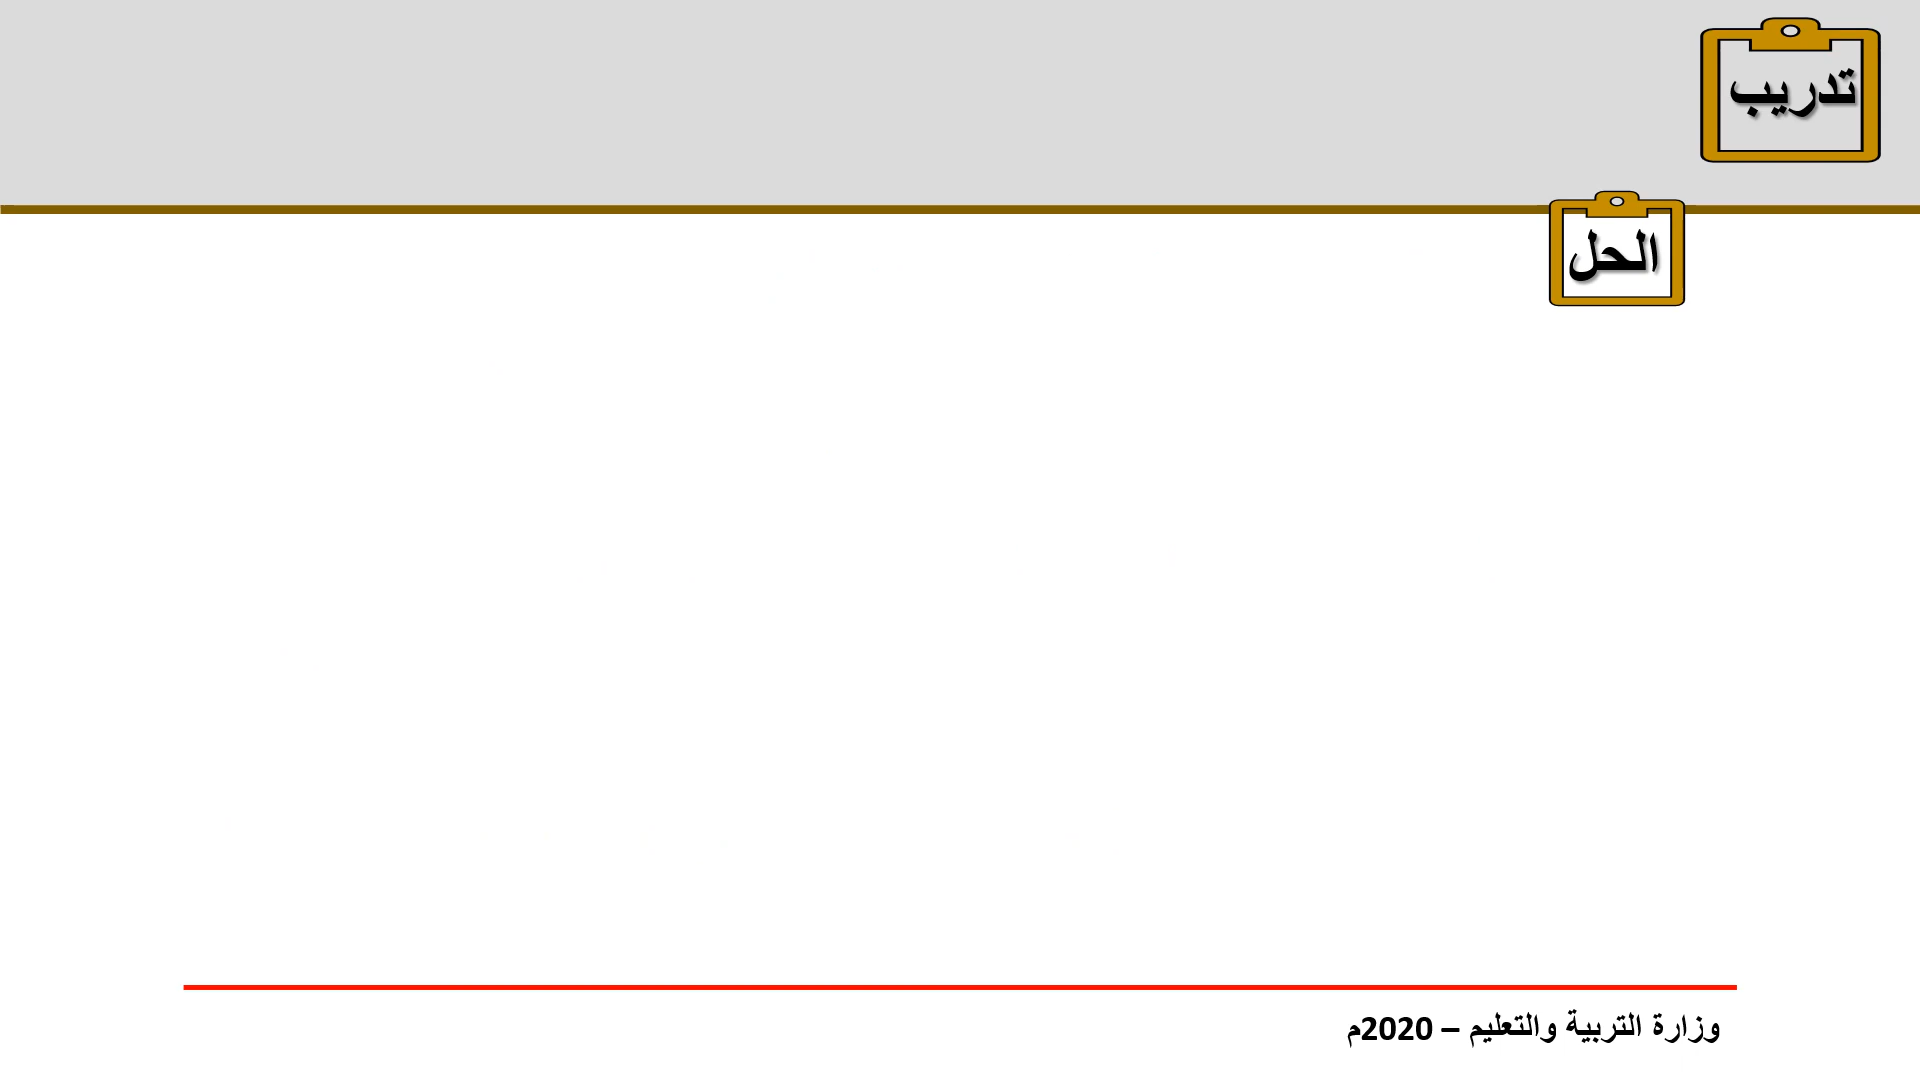 تدريب
الحل
وزارة التربية والتعليم – 2020م